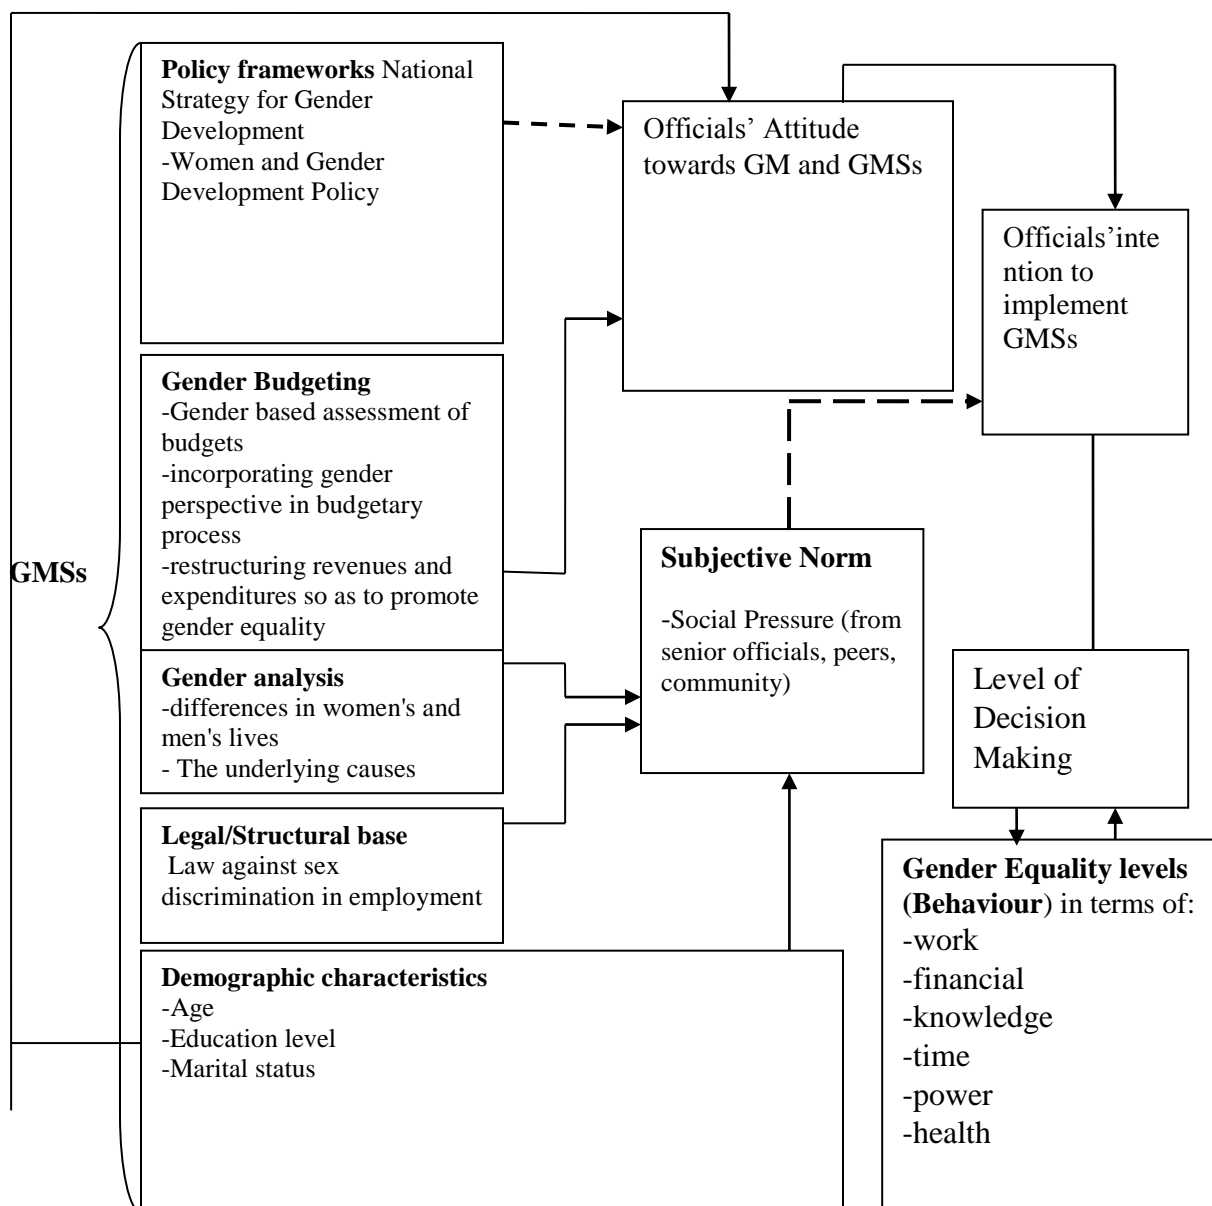 Policy frameworks National
Strategy for Gender
Development
-Women and Gender
Development Policy
Gender Budgeting
-Gender based assessment of
budgets
-incorporating gender
perspective in budgetary
process
-restructuring revenues and
expenditures so as to promote
gender equality
GMSs
Gender analysis
-differences in women's and
men's lives
- The underlying causes
Legal/Structural base
Law against sex
discrimination in employment
Demographic characteristics
-Age
-Education level
-Marital status
Officials’ Attitude
towards GM and GMSs
Subjective Norm
-Social Pressure (from
senior officials, peers,
community)
Officials’inte
ntion to
implement
GMSs
Level of
Decision
Making
Gender Equality levels
(Behaviour) in terms of:
-work
-financial
-knowledge
-time
-power
-health